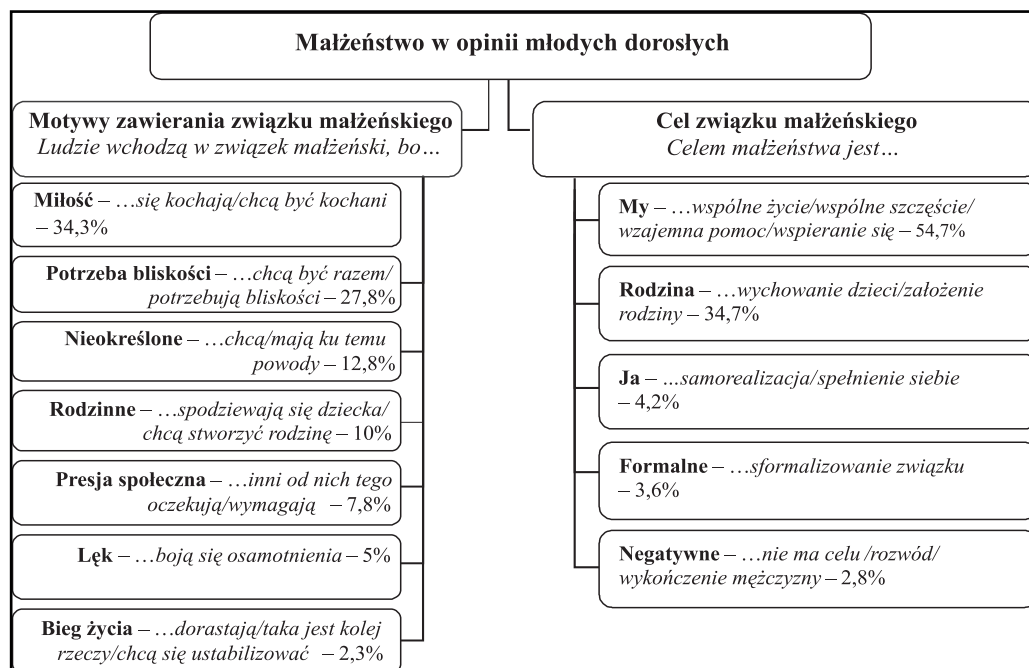 Małżeństwo w opinii młodych dorosłych
Motywy zawierania związku małżeńskiego
Ludzie wchodzą w związek małżeński, bo…
Miłość – …się kochają/chcą być kochani
– 34,3%
Potrzeba bliskości – …chcą być razem/
potrzebują bliskości – 27,8%
Nieokreślone – …chcą/mają ku temu
powody – 12,8%
Rodzinne – …spodziewają się dziecka/
chcą stworzyć rodzinę – 10%
Presja społeczna – …inni od nich tego
oczekują/wymagają – 7,8%
Lęk – …boją się osamotnienia – 5%
Bieg życia – …dorastają/taka jest kolej
rzeczy/chcą się ustabilizować – 2,3%
Cel związku małżeńskiego
Celem małżeństwa jest…
My – …wspólne życie/wspólne szczęście/
wzajemna pomoc/wspieranie się – 54,7%
Rodzina – …wychowanie dzieci/założenie
rodziny – 34,7%
Ja – …samorealizacja/spełnienie siebie
– 4,2%
Formalne – …sformalizowanie związku
– 3,6%
Negatywne – …nie ma celu /rozwód/
wykończenie mężczyzny – 2,8%